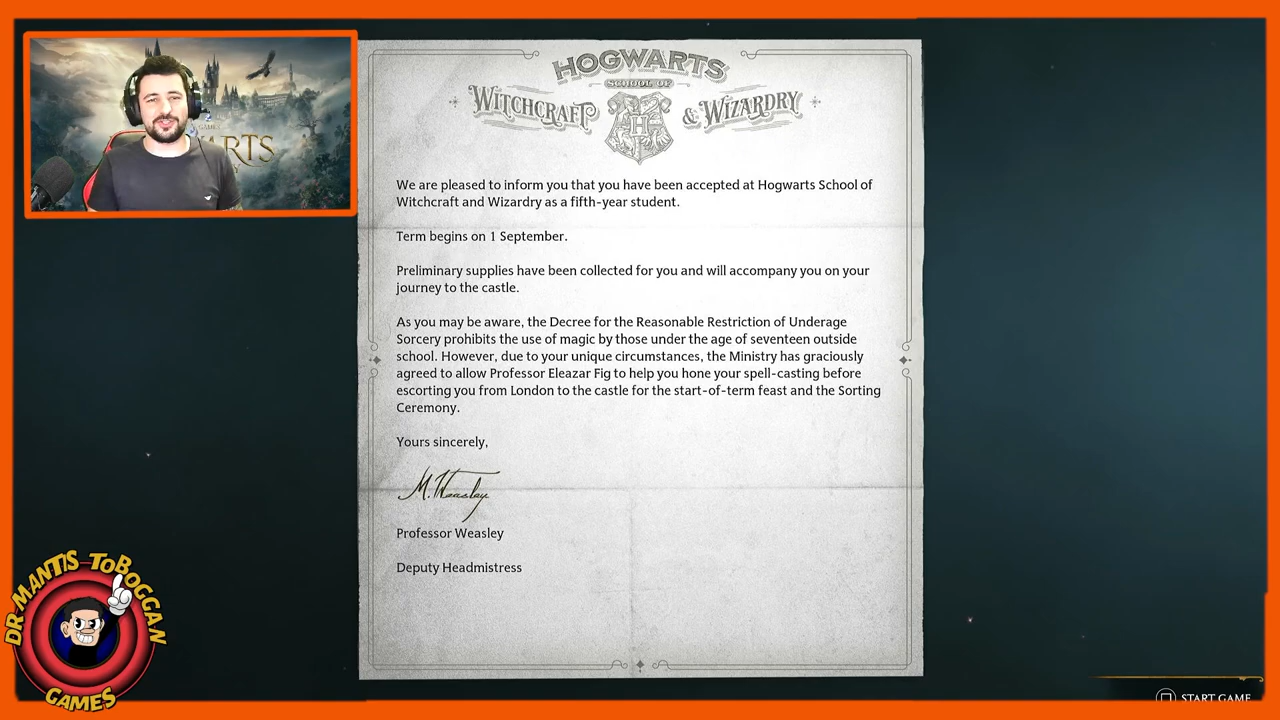 HOGWARTS
SCHOOL OF
WITCHCRAFT & WIZARDRY
H
ARTS
We are pleased to inform you that you have been accepted at Hogwarts School of
Witchcraft and Wizardry as a fifth-year student.
Term begins on 1 September.
Preliminary supplies have been collected for you and will accompany you on your
journey to the castle.
As you may be aware, the Decree for the Reasonable Restriction of Underage
Sorcery prohibits the use of magic by those under the age of seventeen outside
school. However, due to your unique circumstances, the Ministry has graciously
agreed to allow Professor Eleazar Fig to help you hone your spell-casting before
escorting you from London to the castle for the start-of-term feast and the Sorting
Ceremony.
Yours sincerely,
M. Weasley
Professor Weasley
Deputy Headmistress
DR MANTIS TOBOGGAN
GAMES
START GAME